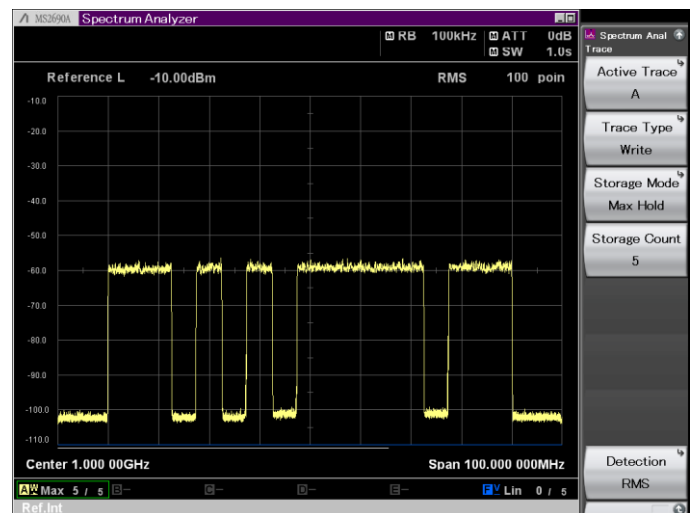 MS2690A Spectrum Analyzer
M RB 100kHz M ATT 0dB
M SW 1.0s
Reference L -10.00dBm RMS 100 poin
-10.0
-20.0
-30.0
-40.0
-50.0
-60.0
-70.0
-80.0
-90.0
-100.0
-110.0
Center 1.000 00GHz Span 100.000 000MHz
A W Max 5 / 5 B— C— D— E— F V Lin 0 / 5
Ref.Int
Spectrum Anal
Trace
Active Trace
A
Trace Type
Write
Storage Mode
Max Hold
Storage Count
5
Detection
RMS